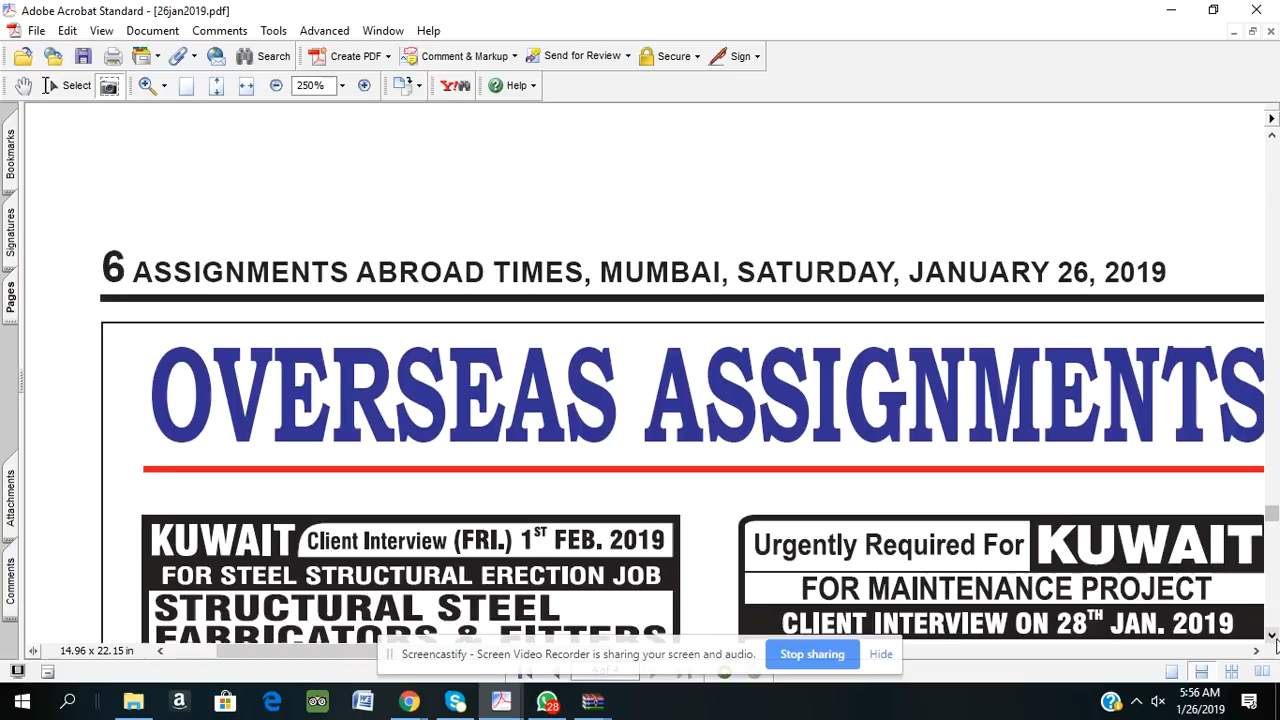 Adobe Acrobat Standard - [26jan2019.pdf]
File Edit View Document Comments Tools Advanced Window Help
Search Create PDF Comment & Markup Send for Review Secure Sign
Select 250% Y! Help
Bookmarks
Signatures
Pages
Attachments
Comments
6 ASSIGNMENTS ABROAD TIMES, MUMBAI, SATURDAY, JANUARY 26, 2019
OVERSEAS ASSIGNMENTS
KUWAIT Client Interview (FRI.) 1ST FEB. 2019
FOR STEEL STRUCTURAL ERECTION JOB
STRUCTURAL STEEL
FABRICATORS & FITTERS
Urgently Required For KUWAIT
FOR MAINTENANCE PROJECT
CLIENT INTERVIEW ON 28TH JAN. 2019
14.96 x 22.15 in
Screencastify - Screen Video Recorder is sharing your screen and audio. Stop sharing Hide
28
5:56 AM
1/26/2019